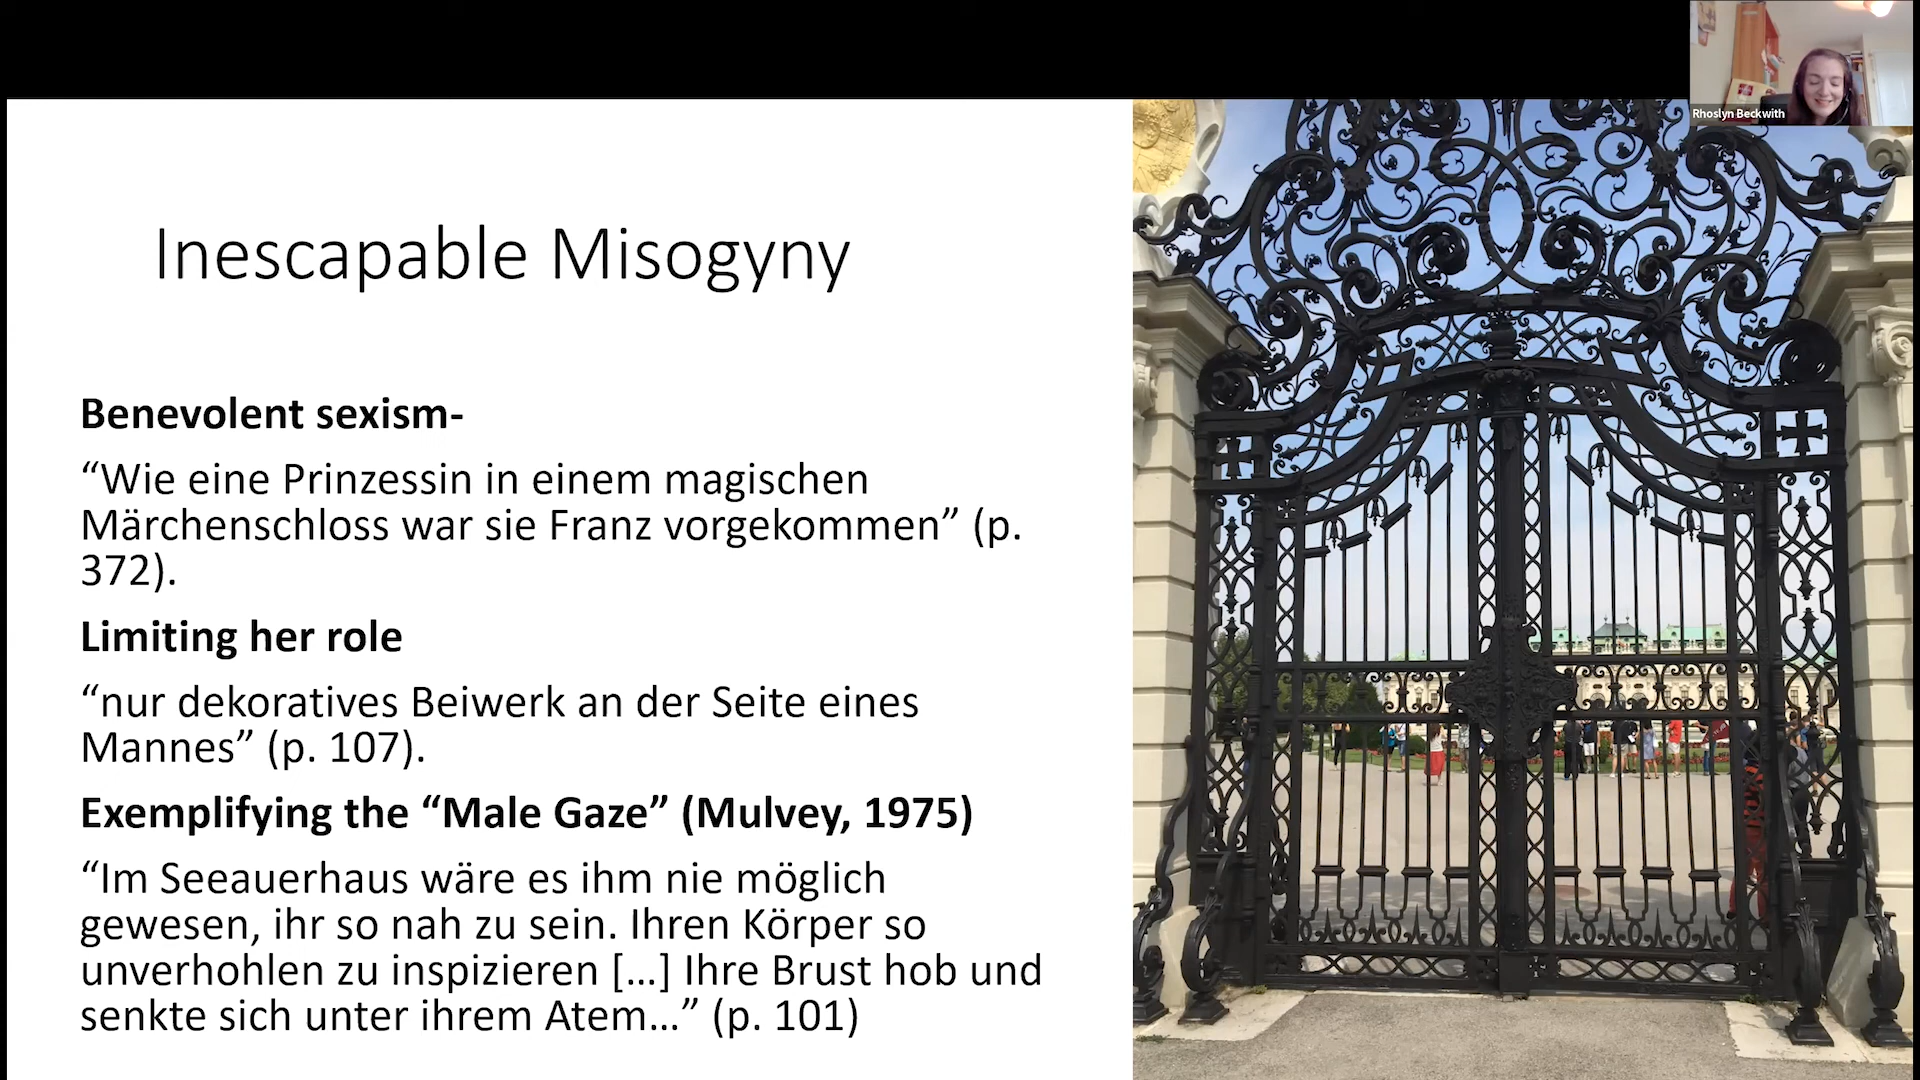 Rhoslyn Beckwith
Inescapable Misogyny
Benevolent sexism-
“Wie eine Prinzessin in einem magischen
Märchenschloss war sie Franz vorgekommen” (p.
372).
Limiting her role
“nur dekoratives Beiwerk an der Seite eines
Mannes” (p. 107).
Exemplifying the “Male Gaze” (Mulvey, 1975)
“Im Seeauerhaus wäre es ihm nie möglich
gewesen, ihr so nah zu sein. Ihren Körper so
unverhohlen zu inspizieren […] Ihre Brust hob und
senkte sich unter ihrem Atem…” (p. 101)